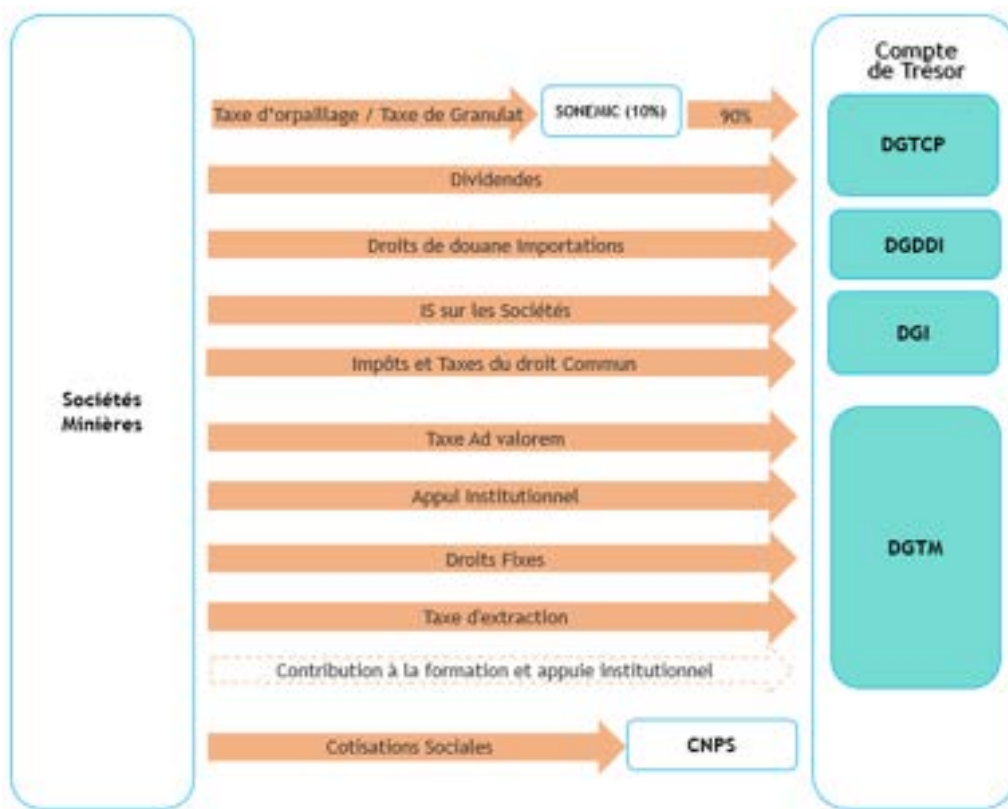 Compte
de Trésor
Taxe d'orpaillage / Taxe de Granulat
SONEMIC (10%)
90%
DGTCP
Dividendes
Droits de douane Importations
DGDDI
IS sur les Sociétés
DGI
Impôts et Taxes du droit Commun
Sociétés
Minières
Taxe Ad valorem
Appui Institutionnel
DGTM
Droits Fixes
Taxe d'extraction
Contribution à la formation et appuie institutionnel
Cotisations Sociales
CNPS